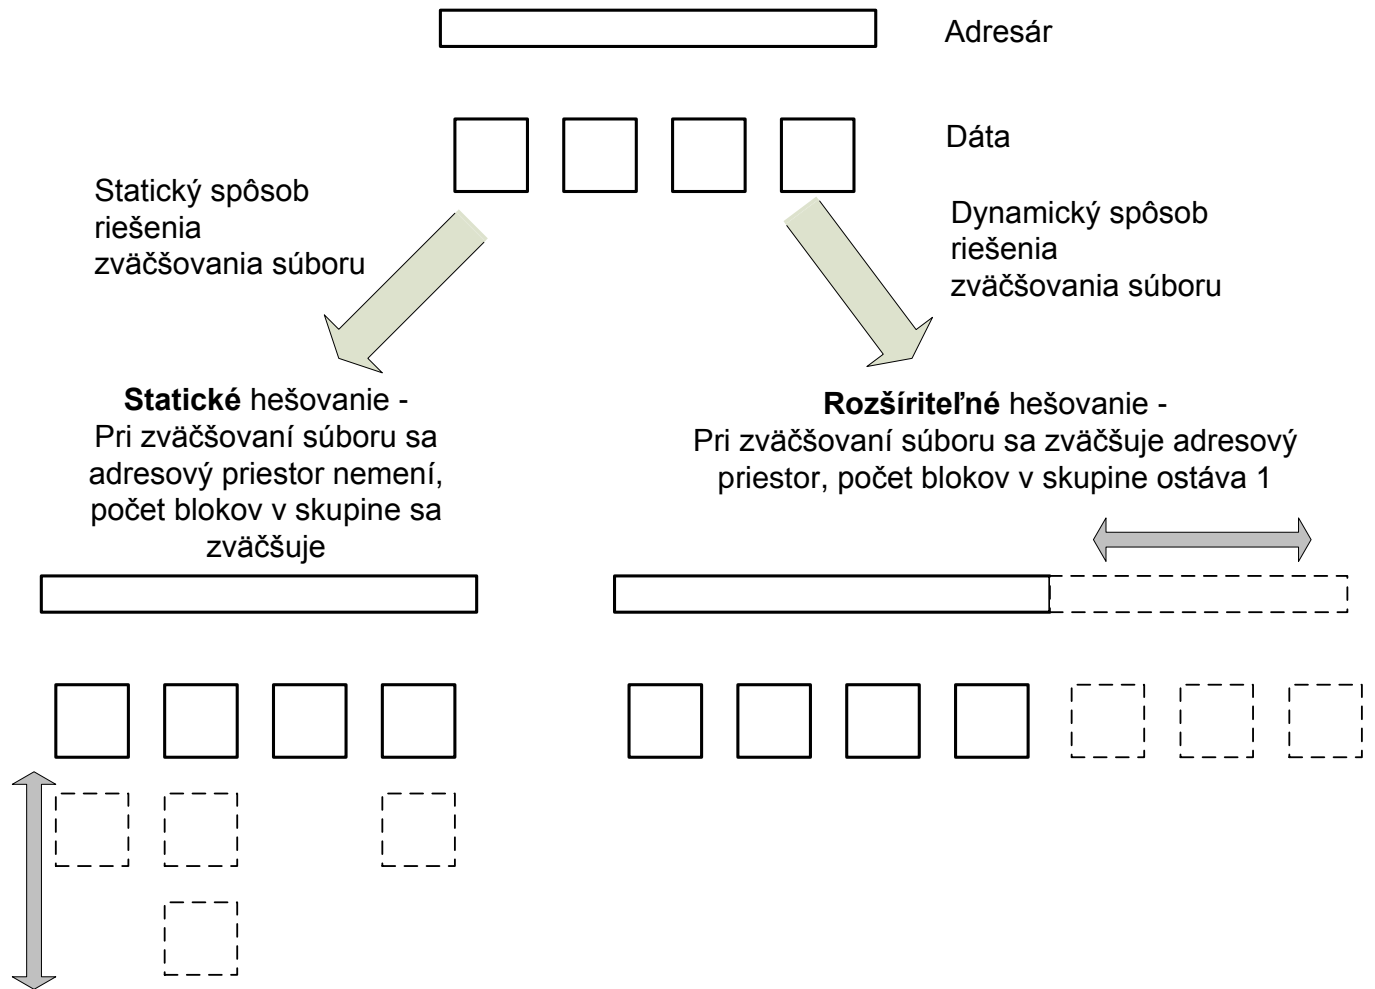 Adresár
Dáta
Statický spôsob
riešenia
zväčšovania súboru
Dynamický spôsob
riešenia
zväčšovania súboru
Statické hešovanie -
Pri zväčšovaní súboru sa
adresový priestor nemení,
počet blokov v skupine sa
zväčšuje
Rozšíriteľné hešovanie -
Pri zväčšovaní súboru sa zväčšuje adresový
priestor, počet blokov v skupine ostáva 1